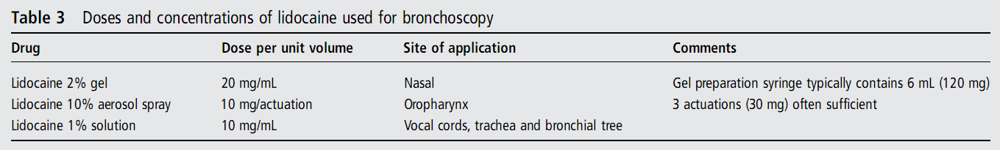 Table 3 Doses and concentrations of lidocaine used for bronchoscopy
Drug Dose per unit volume Site of application Comments
Lidocaine 2% gel 20 mg/mL Nasal Gel preparation syringe typically contains 6 mL (120 mg)
Lidocaine 10% aerosol spray 10 mg/actuation Oropharynx 3 actuations (30 mg) often sufficient
Lidocaine 1% solution 10 mg/mL Vocal cords, trachea and bronchial tree